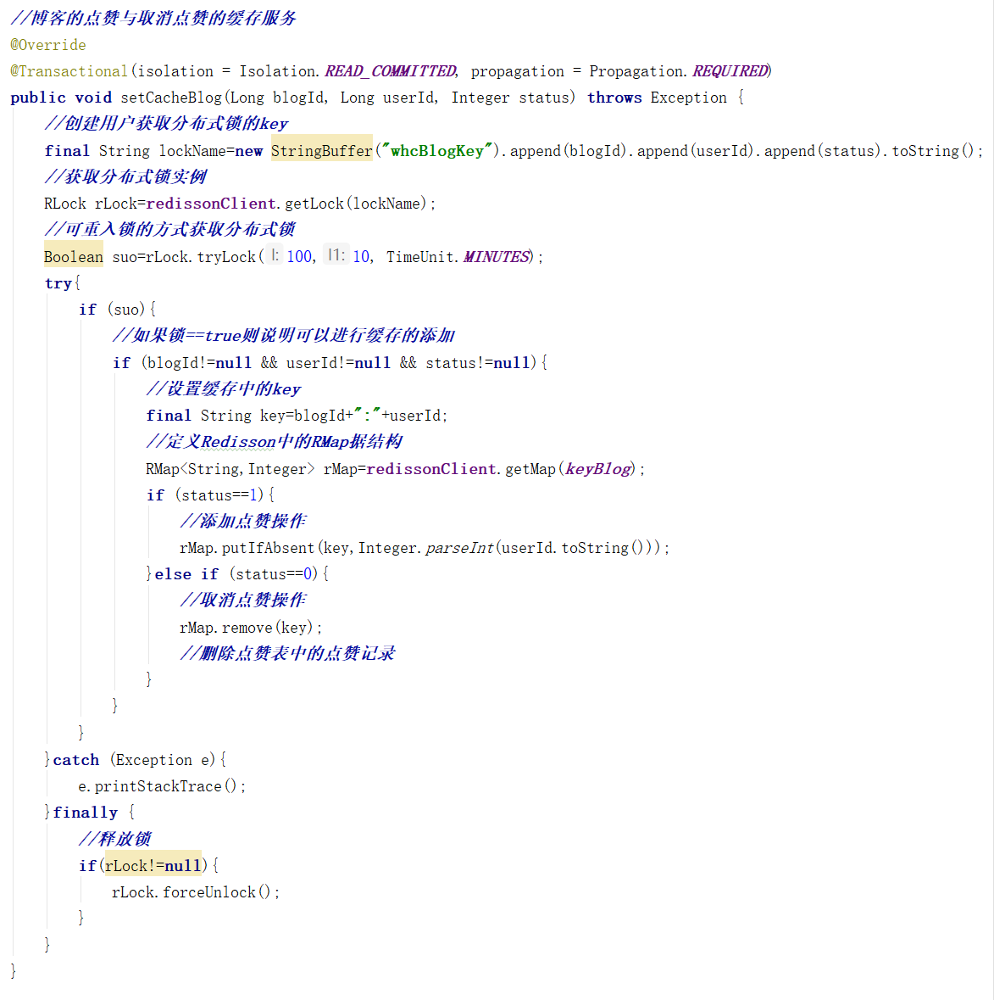 //博客的点赞与取消点赞的缓存服务
@Override
@Transactional(isolation = Isolation.READ_COMMITTED, propagation = Propagation.REQUIRED)
public void setCacheBlog(Long blogId, Long userId, Integer status) throws Exception {
//创建用户获取分布式锁的key
final String lockName=new StringBuffer("whcBlogKey").append(blogId).append(userId).append(status).toString();
//获取分布式锁实例
RLock rLock=redissonClient.getLock(lockName);
//可重入锁的方式获取分布式锁
Boolean suo=rLock.tryLock( l: 100, l1: 10, TimeUnit.MINUTES);
try{
if (suo){
//如果锁==true则说明可以进行缓存的添加
if (blogId!=null && userId!=null && status!=null){
//设置缓存中的key
final String key=blogId+":"+userId;
//定义Redisson中的RMap据结构
RMap<String,Integer> rMap=redissonClient.getMap(keyBlog);
if (status==1){
//添加点赞操作
rMap.putIfAbsent(key,Integer.parseInt(userId.toString()));
}else if (status==0){
//取消点赞操作
rMap.remove(key);
//删除点赞表中的点赞记录
}
}
}
}catch (Exception e){
e.printStackTrace();
}finally {
//释放锁
if(rLock!=null){
rLock.forceUnlock();
}
}
}